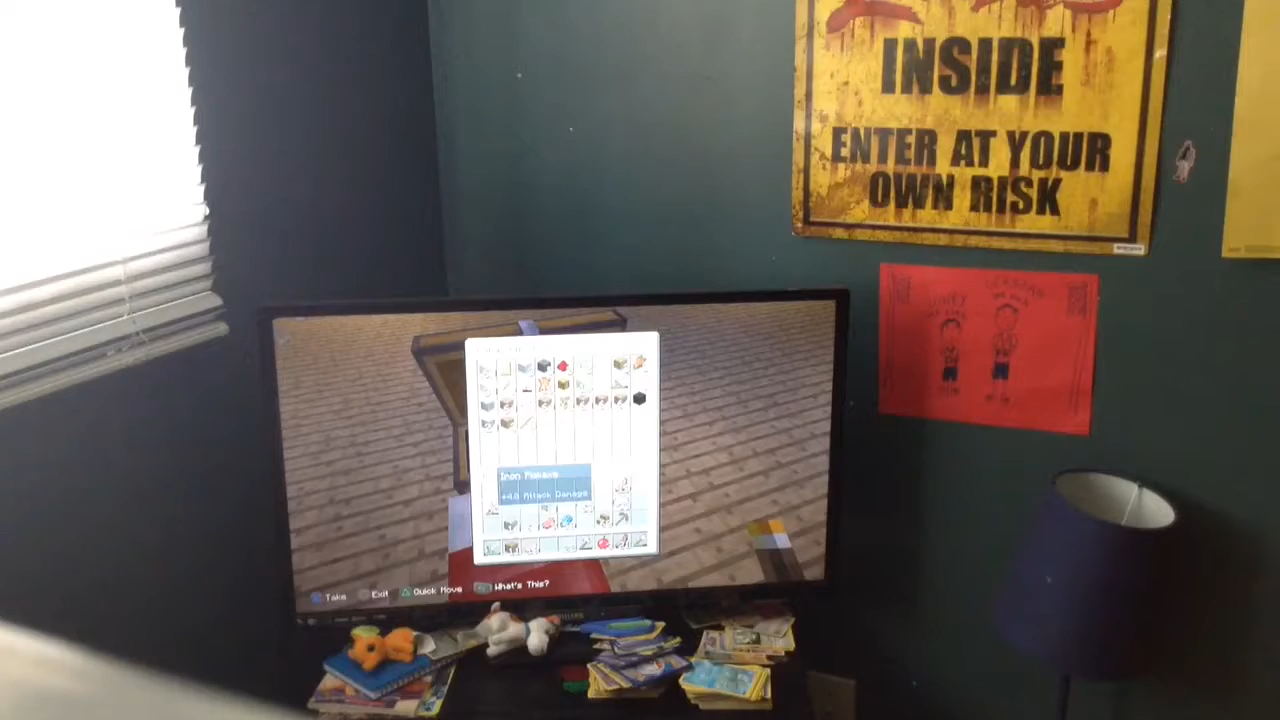 INSIDE
ENTER AT YOUR
OWN RISK
Iron Pickaxe
+4.0 Attack Damage
Take
Exit
Quick Move
What's This?